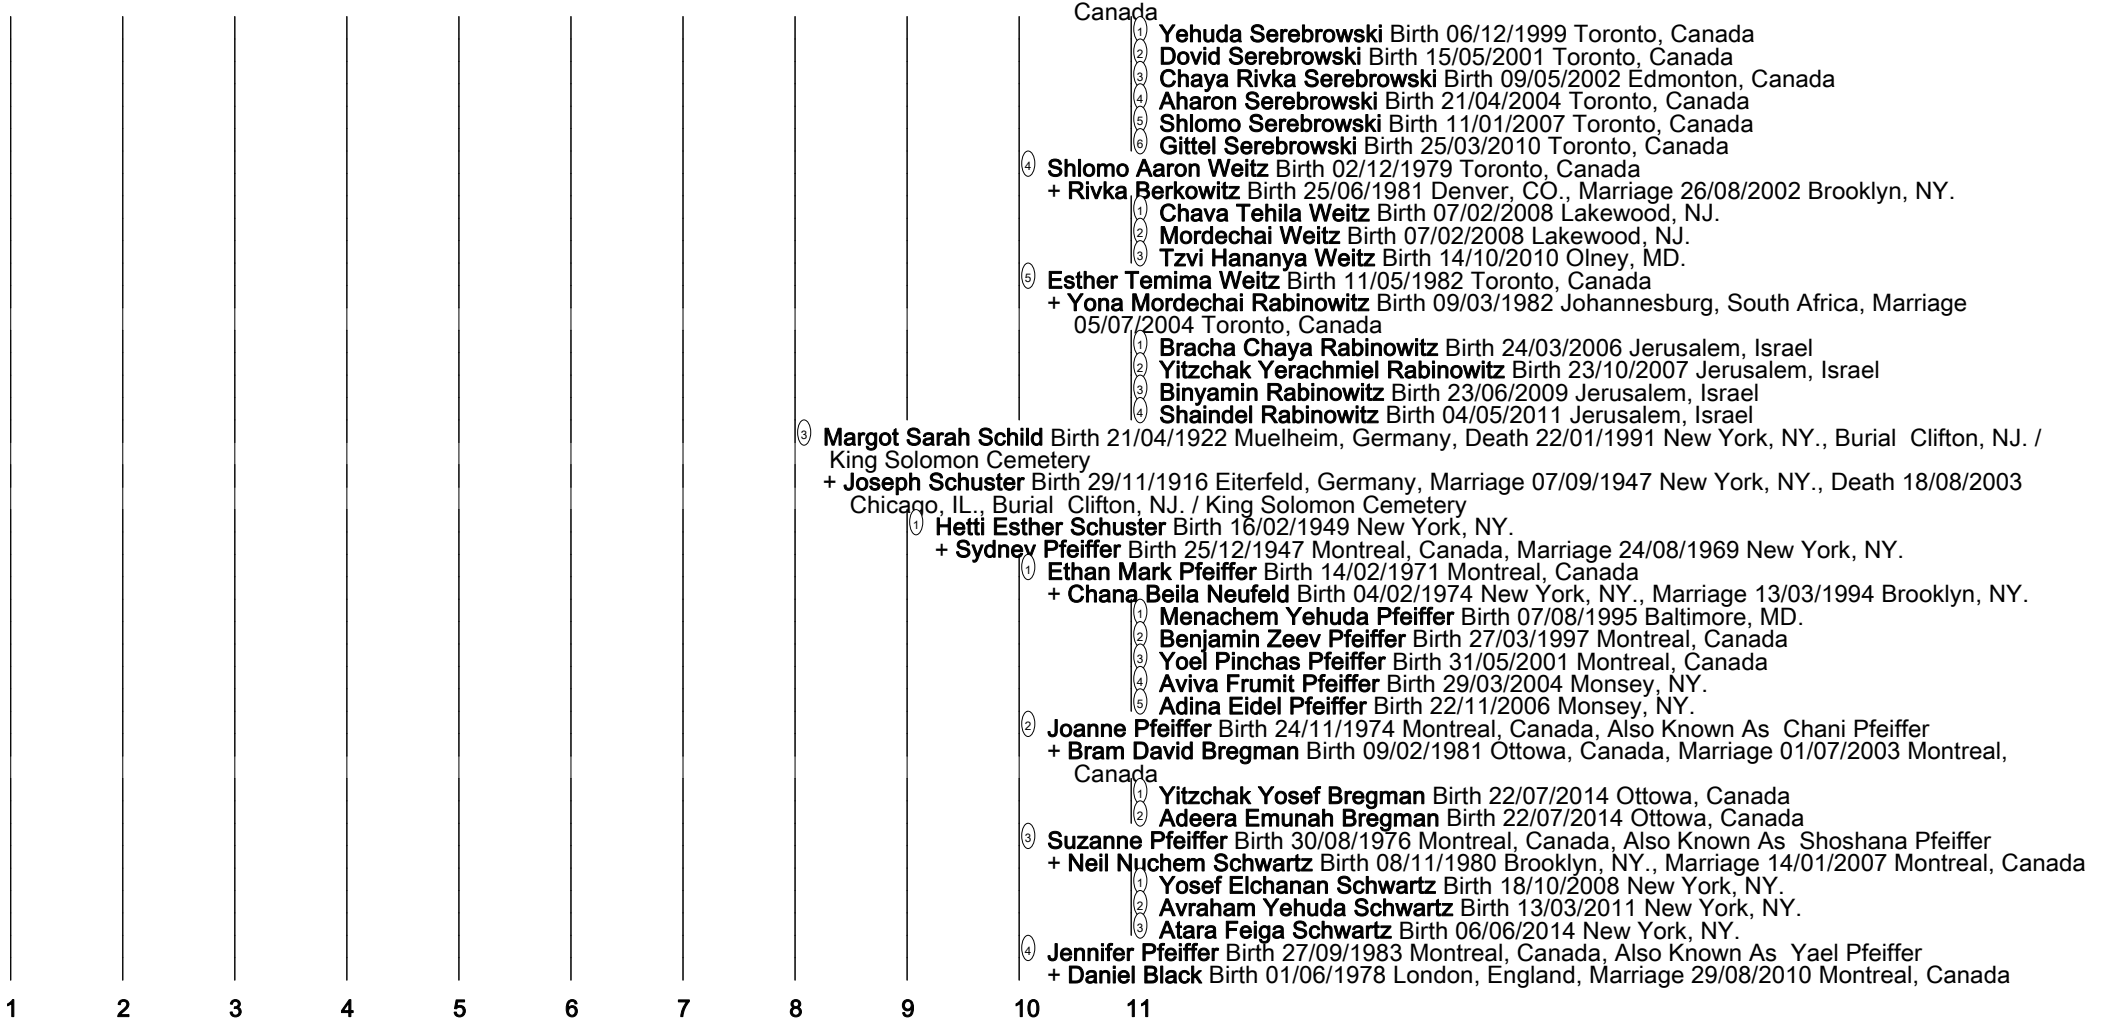 Canada
1 Yehuda Serebrowski Birth 06/12/1999 Toronto, Canada
2 Dovid Serebrowski Birth 15/05/2001 Toronto, Canada
3 Chaya Rivka Serebrowski Birth 09/05/2002 Edmonton, Canada
4 Aharon Serebrowski Birth 21/04/2004 Toronto, Canada
5 Shlomo Serebrowski Birth 11/01/2007 Toronto, Canada
6 Gittel Serebrowski Birth 25/03/2010 Toronto, Canada
4 Shlomo Aaron Weitz Birth 02/12/1979 Toronto, Canada
+ Rivka Berkowitz Birth 25/06/1981 Denver, CO., Marriage 26/08/2002 Brooklyn, NY.
1 Chava Tehila Weitz Birth 07/02/2008 Lakewood, NJ.
2 Mordechai Weitz Birth 07/02/2008 Lakewood, NJ.
3 Tzvi Hananya Weitz Birth 14/10/2010 Olney, MD.
5 Esther Temima Weitz Birth 11/05/1982 Toronto, Canada
+ Yona Mordechai Rabinowitz Birth 09/03/1982 Johannesburg, South Africa, Marriage
05/07/2004 Toronto, Canada
1 Bracha Chaya Rabinowitz Birth 24/03/2006 Jerusalem, Israel
2 Yitzchak Yerachmiel Rabinowitz Birth 23/10/2007 Jerusalem, Israel
3 Binyamin Rabinowitz Birth 23/06/2009 Jerusalem, Israel
4 Shaindel Rabinowitz Birth 04/05/2011 Jerusalem, Israel
3 Margot Sarah Schild Birth 21/04/1922 Muelheim, Germany, Death 22/01/1991 New York, NY., Burial Clifton, NJ. /
King Solomon Cemetery
+ Joseph Schuster Birth 29/11/1916 Eiterfeld, Germany, Marriage 07/09/1947 New York, NY., Death 18/08/2003
Chicago, IL., Burial Clifton, NJ. / King Solomon Cemetery
1 Hetti Esther Schuster Birth 16/02/1949 New York, NY.
+ Sydney Pfeiffer Birth 25/12/1947 Montreal, Canada, Marriage 24/08/1969 New York, NY.
1 Ethan Mark Pfeiffer Birth 14/02/1971 Montreal, Canada
+ Chana Beila Neufeld Birth 04/02/1974 New York, NY., Marriage 13/03/1994 Brooklyn, NY.
1 Menachem Yehuda Pfeiffer Birth 07/08/1995 Baltimore, MD.
2 Benjamin Zeev Pfeiffer Birth 27/03/1997 Montreal, Canada
3 Yoel Pinchas Pfeiffer Birth 31/05/2001 Montreal, Canada
4 Aviva Frumit Pfeiffer Birth 29/03/2004 Monsey, NY.
5 Adina Eidel Pfeiffer Birth 22/11/2006 Monsey, NY.
2 Joanne Pfeiffer Birth 24/11/1974 Montreal, Canada, Also Known As Chani Pfeiffer
+ Bram David Bregman Birth 09/02/1981 Ottowa, Canada, Marriage 01/07/2003 Montreal,
Canada
1 Yitzchak Yosef Bregman Birth 22/07/2014 Ottowa, Canada
2 Adeera Emunah Bregman Birth 22/07/2014 Ottowa, Canada
3 Suzanne Pfeiffer Birth 30/08/1976 Montreal, Canada, Also Known As Shoshana Pfeiffer
+ Neil Nuchem Schwartz Birth 08/11/1980 Brooklyn, NY., Marriage 14/01/2007 Montreal, Canada
1 Yosef Elchanan Schwartz Birth 18/10/2008 New York, NY.
2 Avraham Yehuda Schwartz Birth 13/03/2011 New York, NY.
3 Atara Feiga Schwartz Birth 06/06/2014 New York, NY.
4 Jennifer Pfeiffer Birth 27/09/1983 Montreal, Canada, Also Known As Yael Pfeiffer
+ Daniel Black Birth 01/06/1978 London, England, Marriage 29/08/2010 Montreal, Canada
1 2 3 4 5 6 7 8 9 10 11